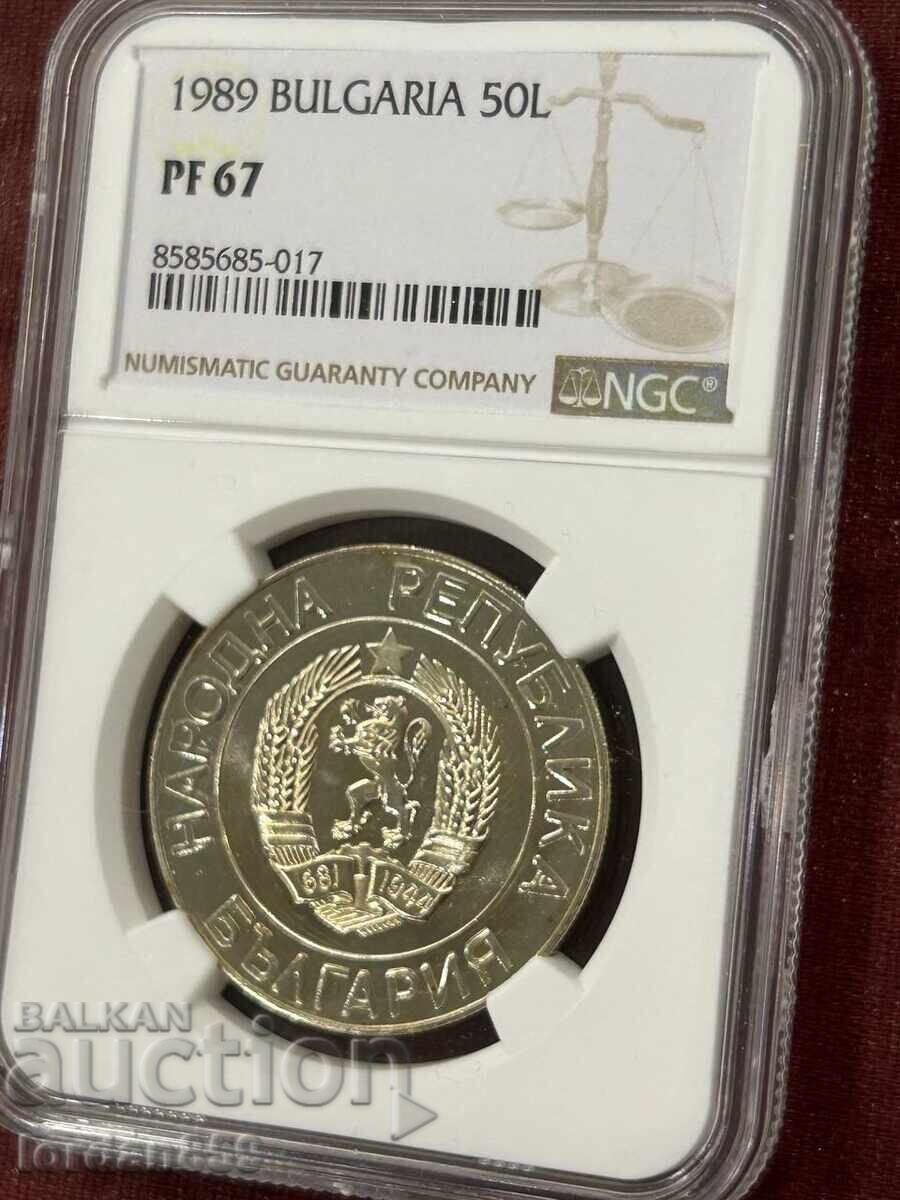 1989 BULGARIA 50L
PF 67
8585685-017
NUMISMATIC GUARANTY COMPANY
NGC®
НАРОДНА РЕПУБЛИКА
БЪЛГАРИЯ
681 1944
BALKAN
auction